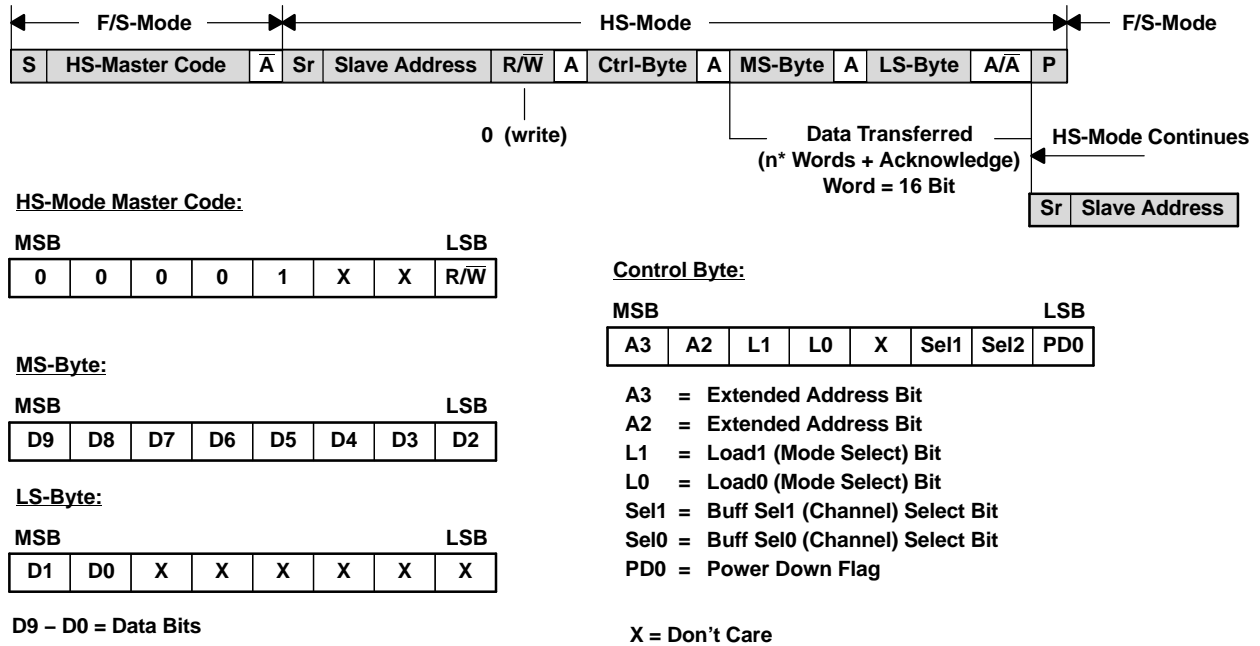 F/S-Mode HS-Mode F/S-Mode
S HS-Master Code A̅ Sr Slave Address R/W̅ A Ctrl-Byte A MS-Byte A LS-Byte A/A̅ P
0 (write)
Data Transferred
(n* Words + Acknowledge)
Word = 16 Bit
HS-Mode Continues
Sr Slave Address
HS-Mode Master Code:
MSB LSB
0 0 0 0 1 X X R/W̅
MS-Byte:
MSB LSB
D9 D8 D7 D6 D5 D4 D3 D2
LS-Byte:
MSB LSB
D1 D0 X X X X X X
D9 – D0 = Data Bits
Control Byte:
MSB LSB
A3 A2 L1 L0 X Sel1 Sel2 PD0
A3 = Extended Address Bit
A2 = Extended Address Bit
L1 = Load1 (Mode Select) Bit
L0 = Load0 (Mode Select) Bit
Sel1 = Buff Sel1 (Channel) Select Bit
Sel0 = Buff Sel0 (Channel) Select Bit
PD0 = Power Down Flag
X = Don't Care